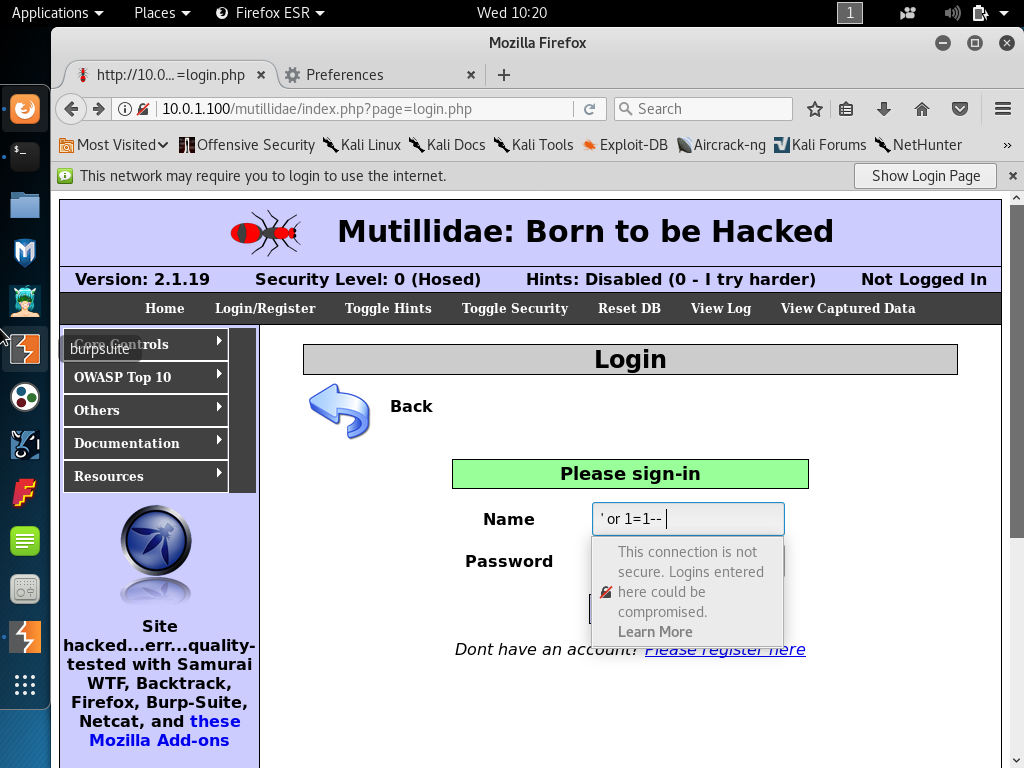 Applications Places Firefox ESR Wed 10:20 1
Mozilla Firefox
http://10.0...=login.php Preferences
10.0.1.100/mutillidae/index.php?page=login.php Search
Most Visited Offensive Security Kali Linux Kali Docs Kali Tools Exploit-DB Aircrack-ng Kali Forums NetHunter »
This network may require you to login to use the internet. Show Login Page
Mutillidae: Born to be Hacked
Version: 2.1.19 Security Level: 0 (Hosed) Hints: Disabled (0 - I try harder) Not Logged In
Home Login/Register Toggle Hints Toggle Security Reset DB View Log View Captured Data
Core Controls
burpsuite
OWASP Top 10
Others
Documentation
Resources
Site
hacked...err...quality-
tested with Samurai
WTF, Backtrack,
Firefox, Burp-Suite,
Netcat, and these
Mozilla Add-ons
Login
Back
Please sign-in
Name ' or 1=1--
Password
This connection is not
secure. Logins entered
here could be
compromised.
Learn More
Dont have an account? Please register here